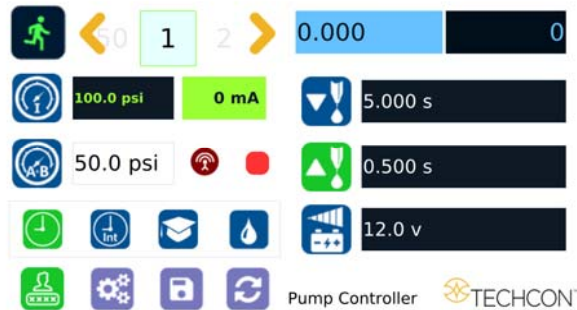 50 1 2 0.000 0
I 100.0 psi 0 mA 5.000 s
A-B 50.0 psi 0.500 s
Int 12.0 v
Pump Controller TECHCON